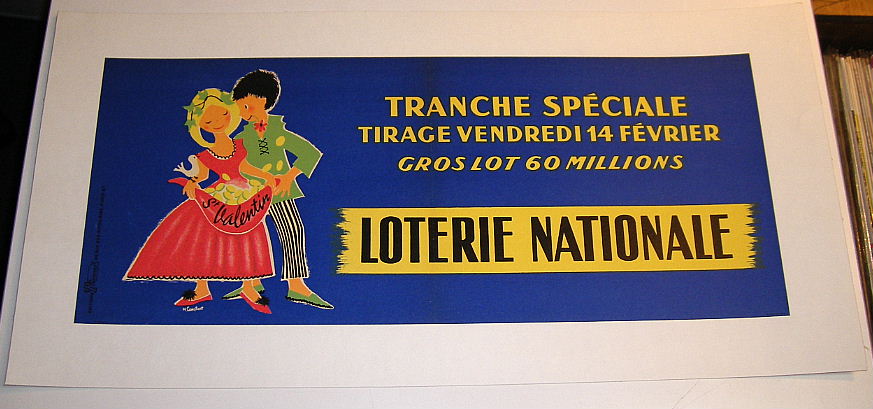 TRANCHE SPÉCIALE
TIRAGE VENDREDI 14 FÉVRIER
GROS LOT 60 MILLIONS
LOTERIE NATIONALE
St Valentin